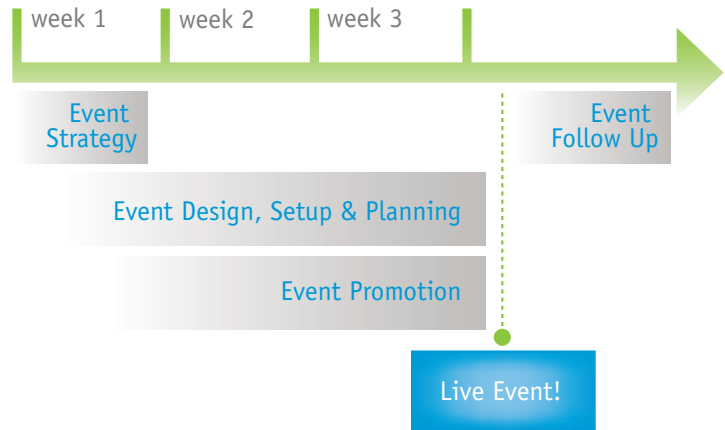 week 1
week 2
week 3
Event
Strategy
Event
Follow Up
Event Design, Setup & Planning
Event Promotion
Live Event!